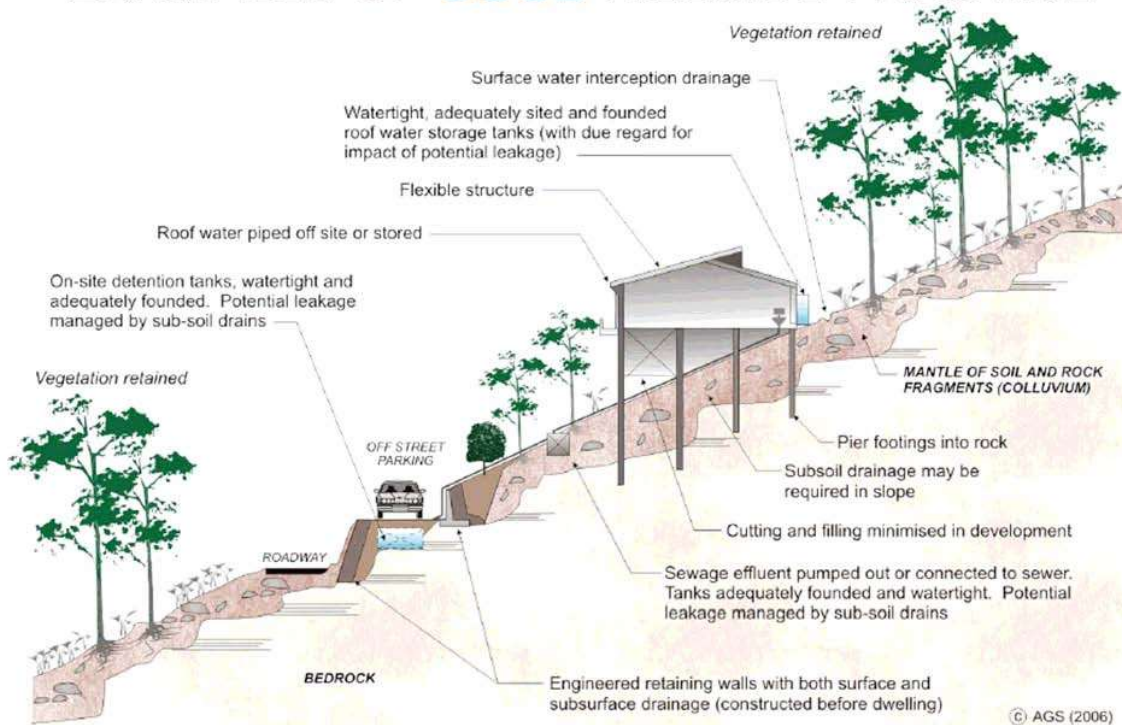 Vegetation retained
Surface water interception drainage
Watertight, adequately sited and founded
roof water storage tanks (with due regard for
impact of potential leakage)
Flexible structure
Roof water piped off site or stored
On-site detention tanks, watertight and
adequately founded. Potential leakage
managed by sub-soil drains
Vegetation retained
MANTLE OF SOIL AND ROCK
FRAGMENTS (COLLUVIUM)
OFF STREET
PARKING
Pier footings into rock
Subsoil drainage may be
required in slope
Cutting and filling minimised in development
ROADWAY
Sewage effluent pumped out or connected to sewer.
Tanks adequately founded and watertight. Potential
leakage managed by sub-soil drains
BEDROCK
Engineered retaining walls with both surface and
subsurface drainage (constructed before dwelling)
© AGS (2006)